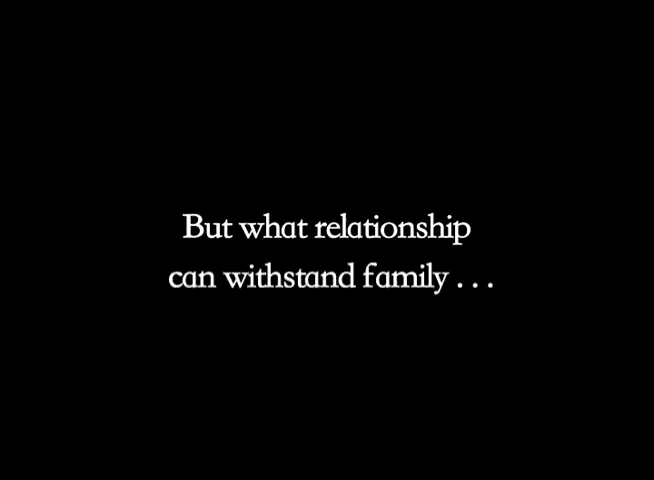 But what relationship
can withstand family . . .